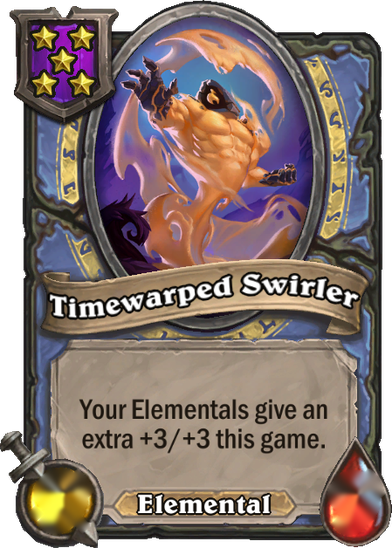 Timewarped Swirler
Your Elementals give an
extra +3/+3 this game.
Elemental